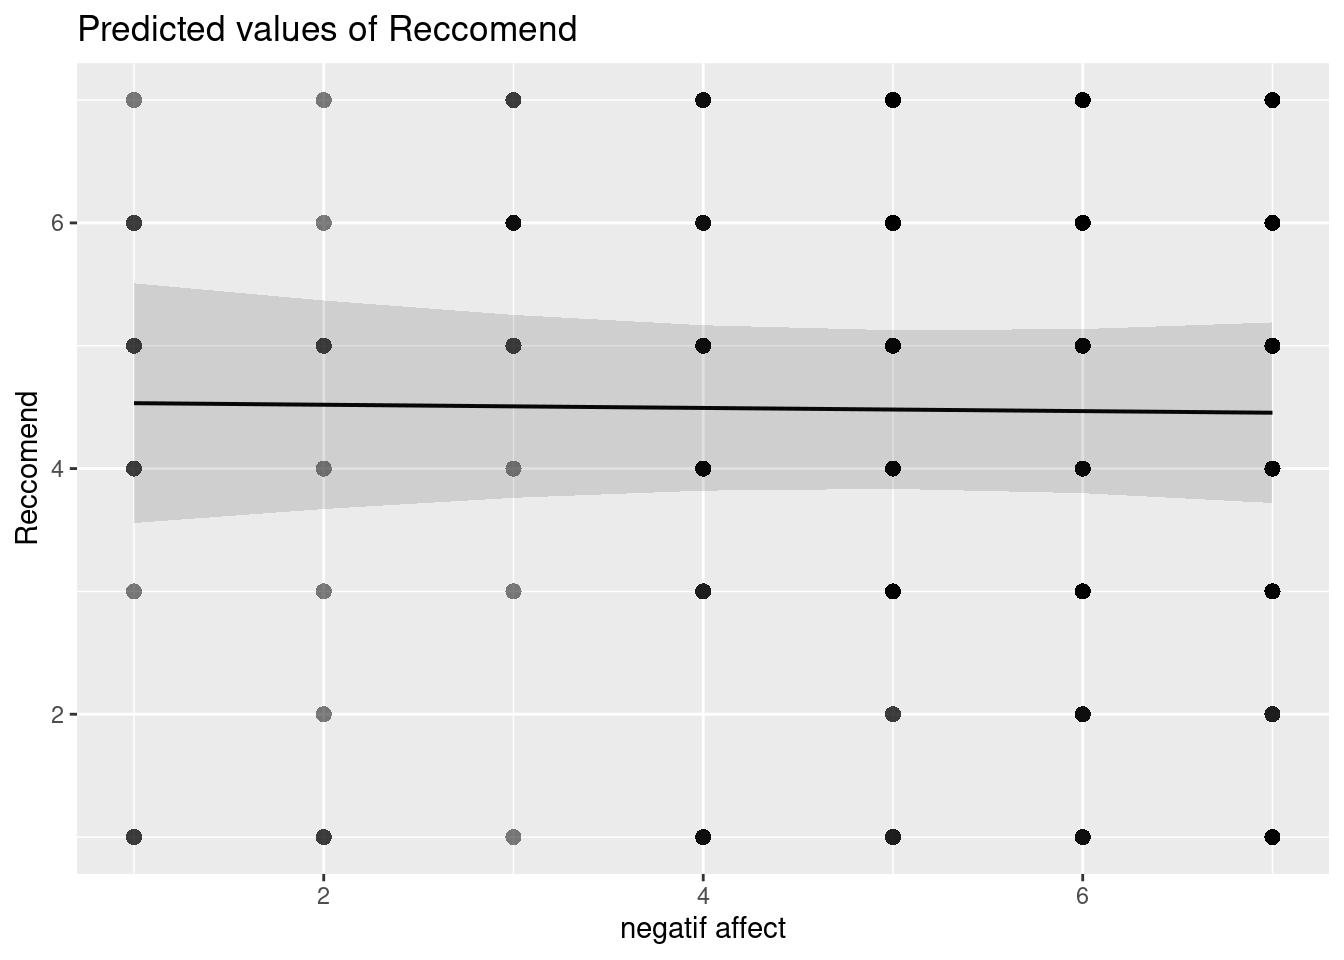 Predicted values of Reccomend
6
4
2
Reccomend
2 4 6
negatif affect